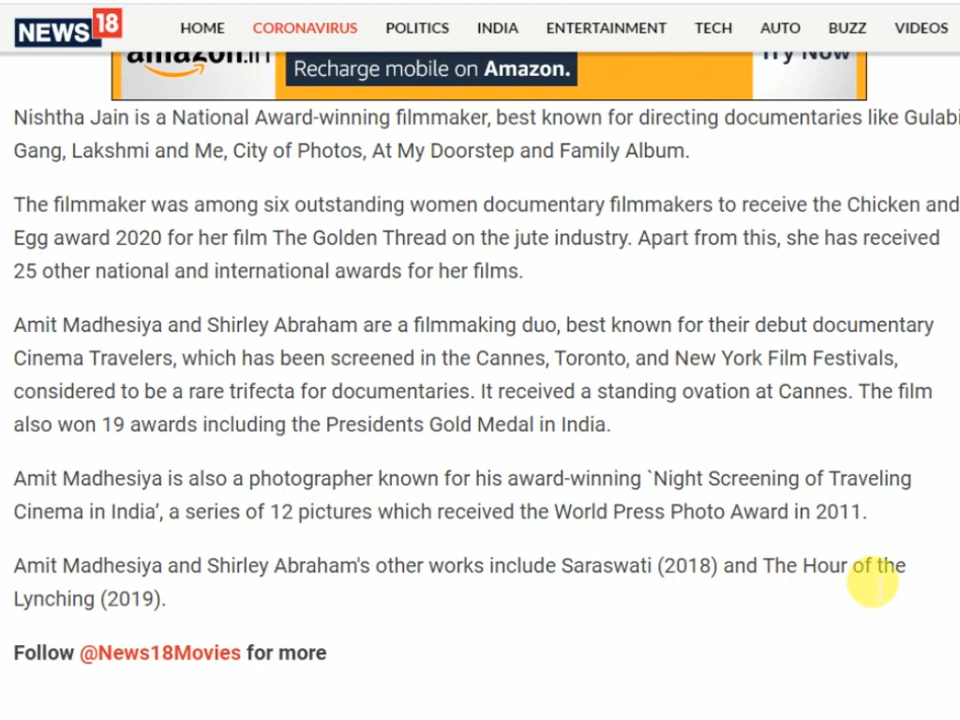 NEWS 18 HOME CORONAVIRUS POLITICS INDIA ENTERTAINMENT TECH AUTO BUZZ VIDEOS
amazon.in Recharge mobile on Amazon. Try Now
Nishtha Jain is a National Award-winning filmmaker, best known for directing documentaries like Gulabi
Gang, Lakshmi and Me, City of Photos, At My Doorstep and Family Album.
The filmmaker was among six outstanding women documentary filmmakers to receive the Chicken and
Egg award 2020 for her film The Golden Thread on the jute industry. Apart from this, she has received
25 other national and international awards for her films.
Amit Madhesiya and Shirley Abraham are a filmmaking duo, best known for their debut documentary
Cinema Travelers, which has been screened in the Cannes, Toronto, and New York Film Festivals,
considered to be a rare trifecta for documentaries. It received a standing ovation at Cannes. The film
also won 19 awards including the Presidents Gold Medal in India.
Amit Madhesiya is also a photographer known for his award-winning `Night Screening of Traveling
Cinema in India’, a series of 12 pictures which received the World Press Photo Award in 2011.
Amit Madhesiya and Shirley Abraham's other works include Saraswati (2018) and The Hour of the
Lynching (2019).
Follow @News18Movies for more